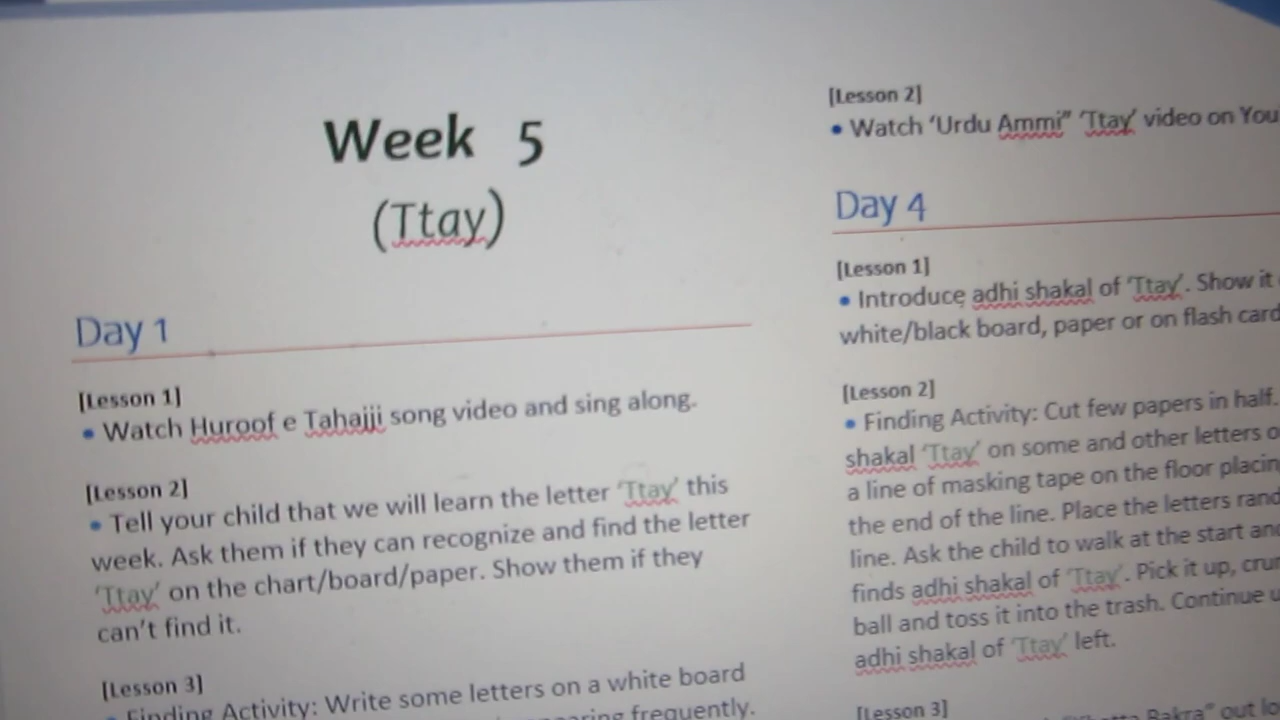 Week 5
(Ttay)
Day 1
[Lesson 1]
• Watch Huroof e Tahajji song video and sing along.
[Lesson 2]
• Tell your child that we will learn the letter ‘Ttay’ this
week. Ask them if they can recognize and find the letter
‘Ttay’ on the chart/board/paper. Show them if they
can’t find it.
[Lesson 3]
• Finding Activity: Write some letters on a white board
frequently.
[Lesson 2]
• Watch ‘Urdu Ammi” ‘Ttay’ video on You
Day 4
[Lesson 1]
• Introduce adhi shakal of ‘Ttay’. Show it
white/black board, paper or on flash card
[Lesson 2]
• Finding Activity: Cut few papers in half.
shakal ‘Ttay’ on some and other letters o
a line of masking tape on the floor placin
the end of the line. Place the letters rand
line. Ask the child to walk at the start and
finds adhi shakal of ‘Ttay’. Pick it up, crun
ball and toss it into the trash. Continue u
adhi shakal of ‘Ttay’ left.
[Lesson 3]
Bakra” out lo